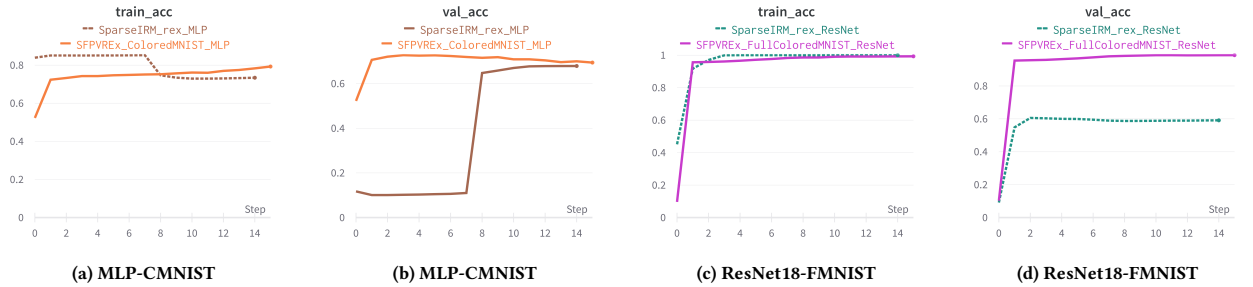 train_acc
SparseIRM_rex_MLP
SFPVREx_ColoredMNIST_MLP
0.8
0.6
0.4
0.2
0
Step
0 2 4 6 8 10 12 14
(a) MLP-CMNIST
val_acc
SparseIRM_rex_MLP
SFPVREx_ColoredMNIST_MLP
0.6
0.4
0.2
0
Step
0 2 4 6 8 10 12 14
(b) MLP-CMNIST
train_acc
SparseIRM_rex_ResNet
SFPVREx_FullColoredMNIST_ResNet
1
0.8
0.6
0.4
0.2
0
Step
0 2 4 6 8 10 12 14
(c) ResNet18-FMNIST
val_acc
SparseIRM_rex_ResNet
SFPVREx_FullColoredMNIST_ResNet
0.8
0.6
0.4
0.2
0
Step
0 2 4 6 8 10 12 14
(d) ResNet18-FMNIST